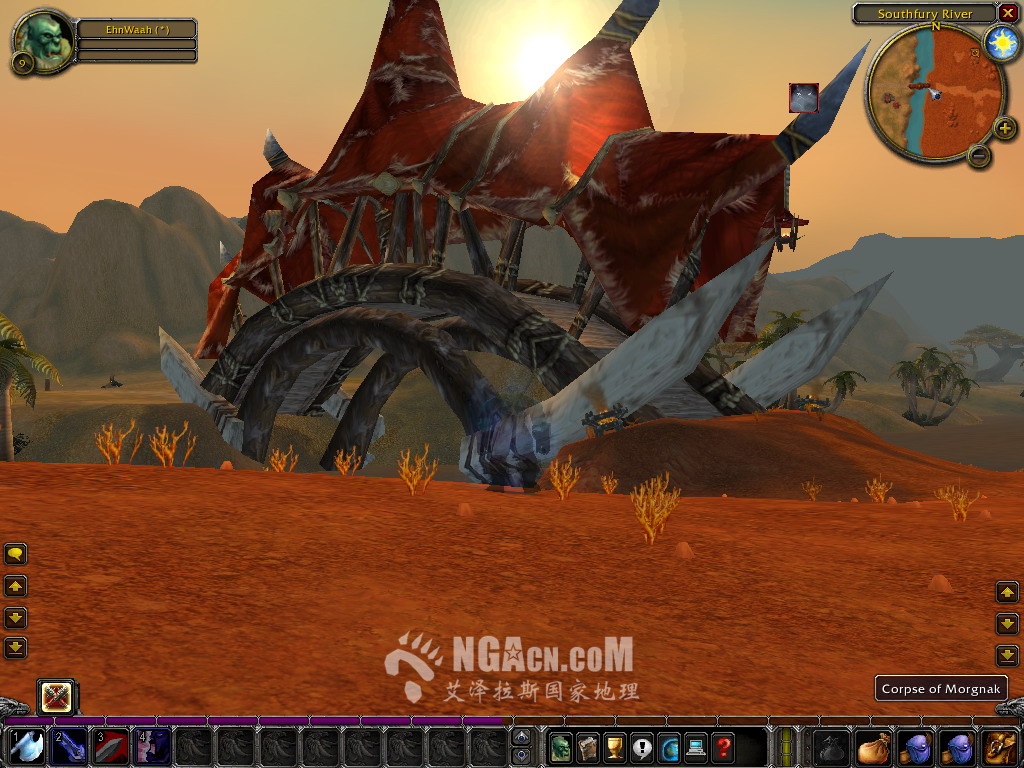 EhnWaah (*)
9
Southfury River
N
NGACN.COM
艾泽拉斯国家地理
Corpse of Morgnak
1
2
3
4